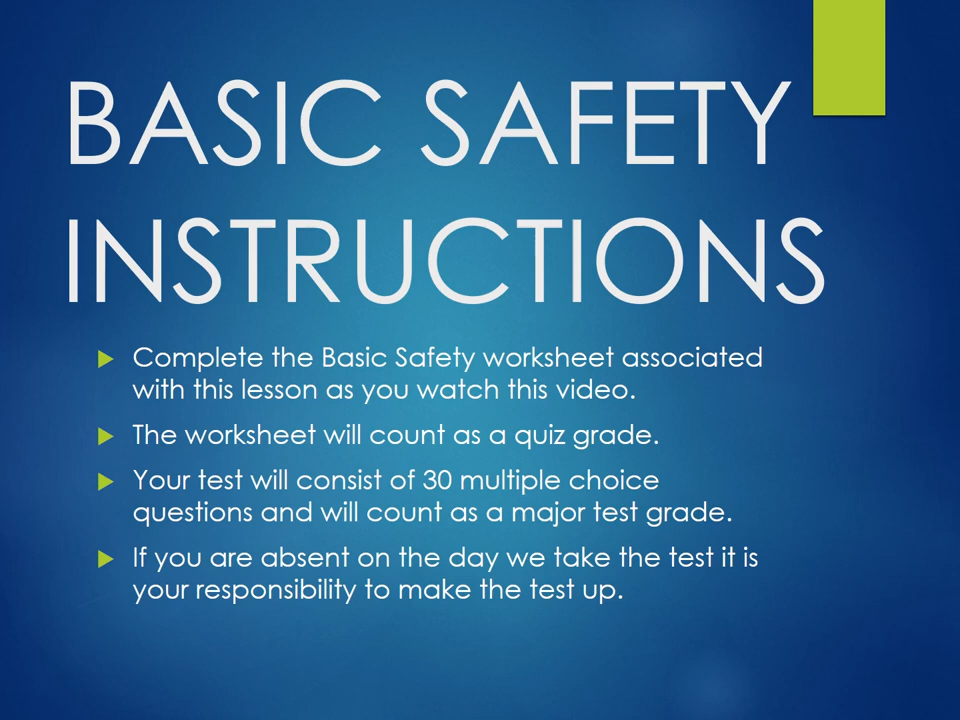 BASIC SAFETY
INSTRUCTIONS
Complete the Basic Safety worksheet associated
with this lesson as you watch this video.
The worksheet will count as a quiz grade.
Your test will consist of 30 multiple choice
questions and will count as a major test grade.
If you are absent on the day we take the test it is
your responsibility to make the test up.